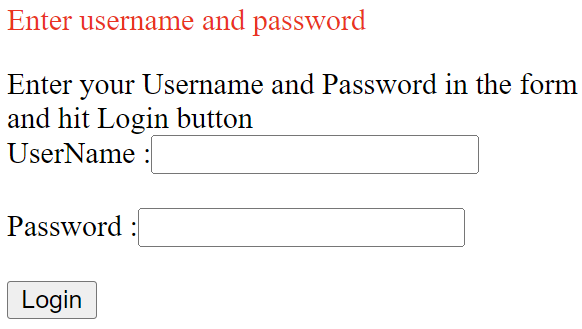 Enter username and password
Enter your Username and Password in the form
and hit Login button
UserName :
Password :
Login